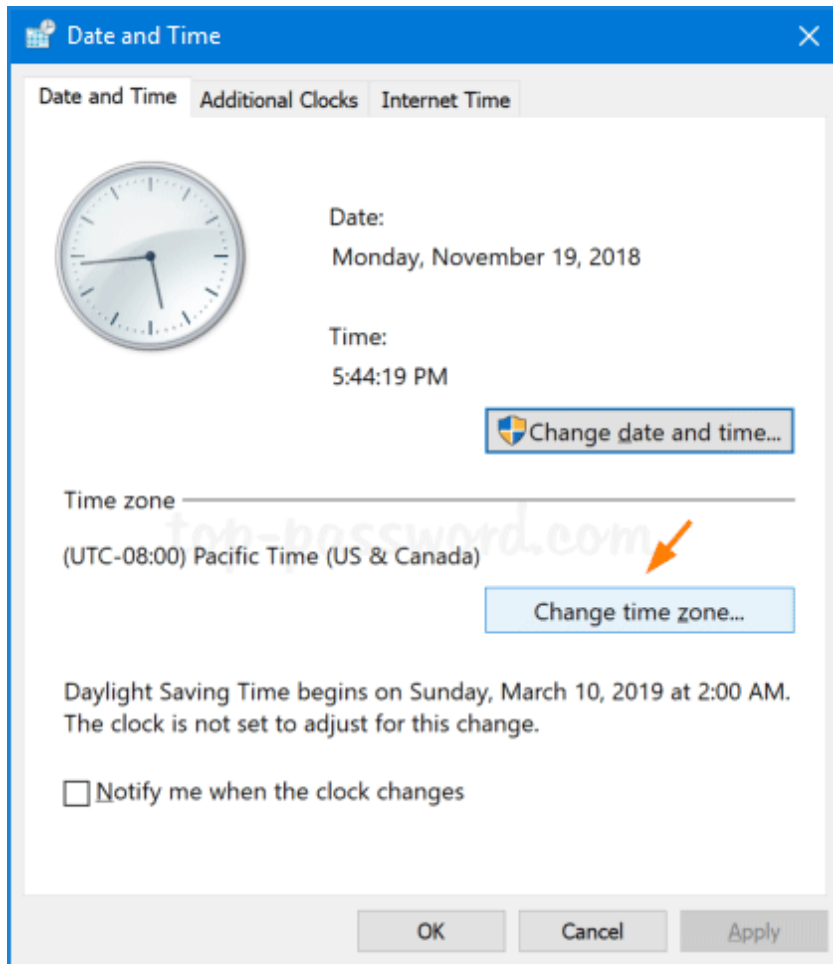 Date and Time
Date and Time
Additional Clocks
Internet Time
Date:
Monday, November 19, 2018
Time:
5:44:19 PM
Change date and time...
Time zone
top-password.com
(UTC-08:00) Pacific Time (US & Canada)
Change time zone...
Daylight Saving Time begins on Sunday, March 10, 2019 at 2:00 AM.
The clock is not set to adjust for this change.
Notify me when the clock changes
OK
Cancel
Apply